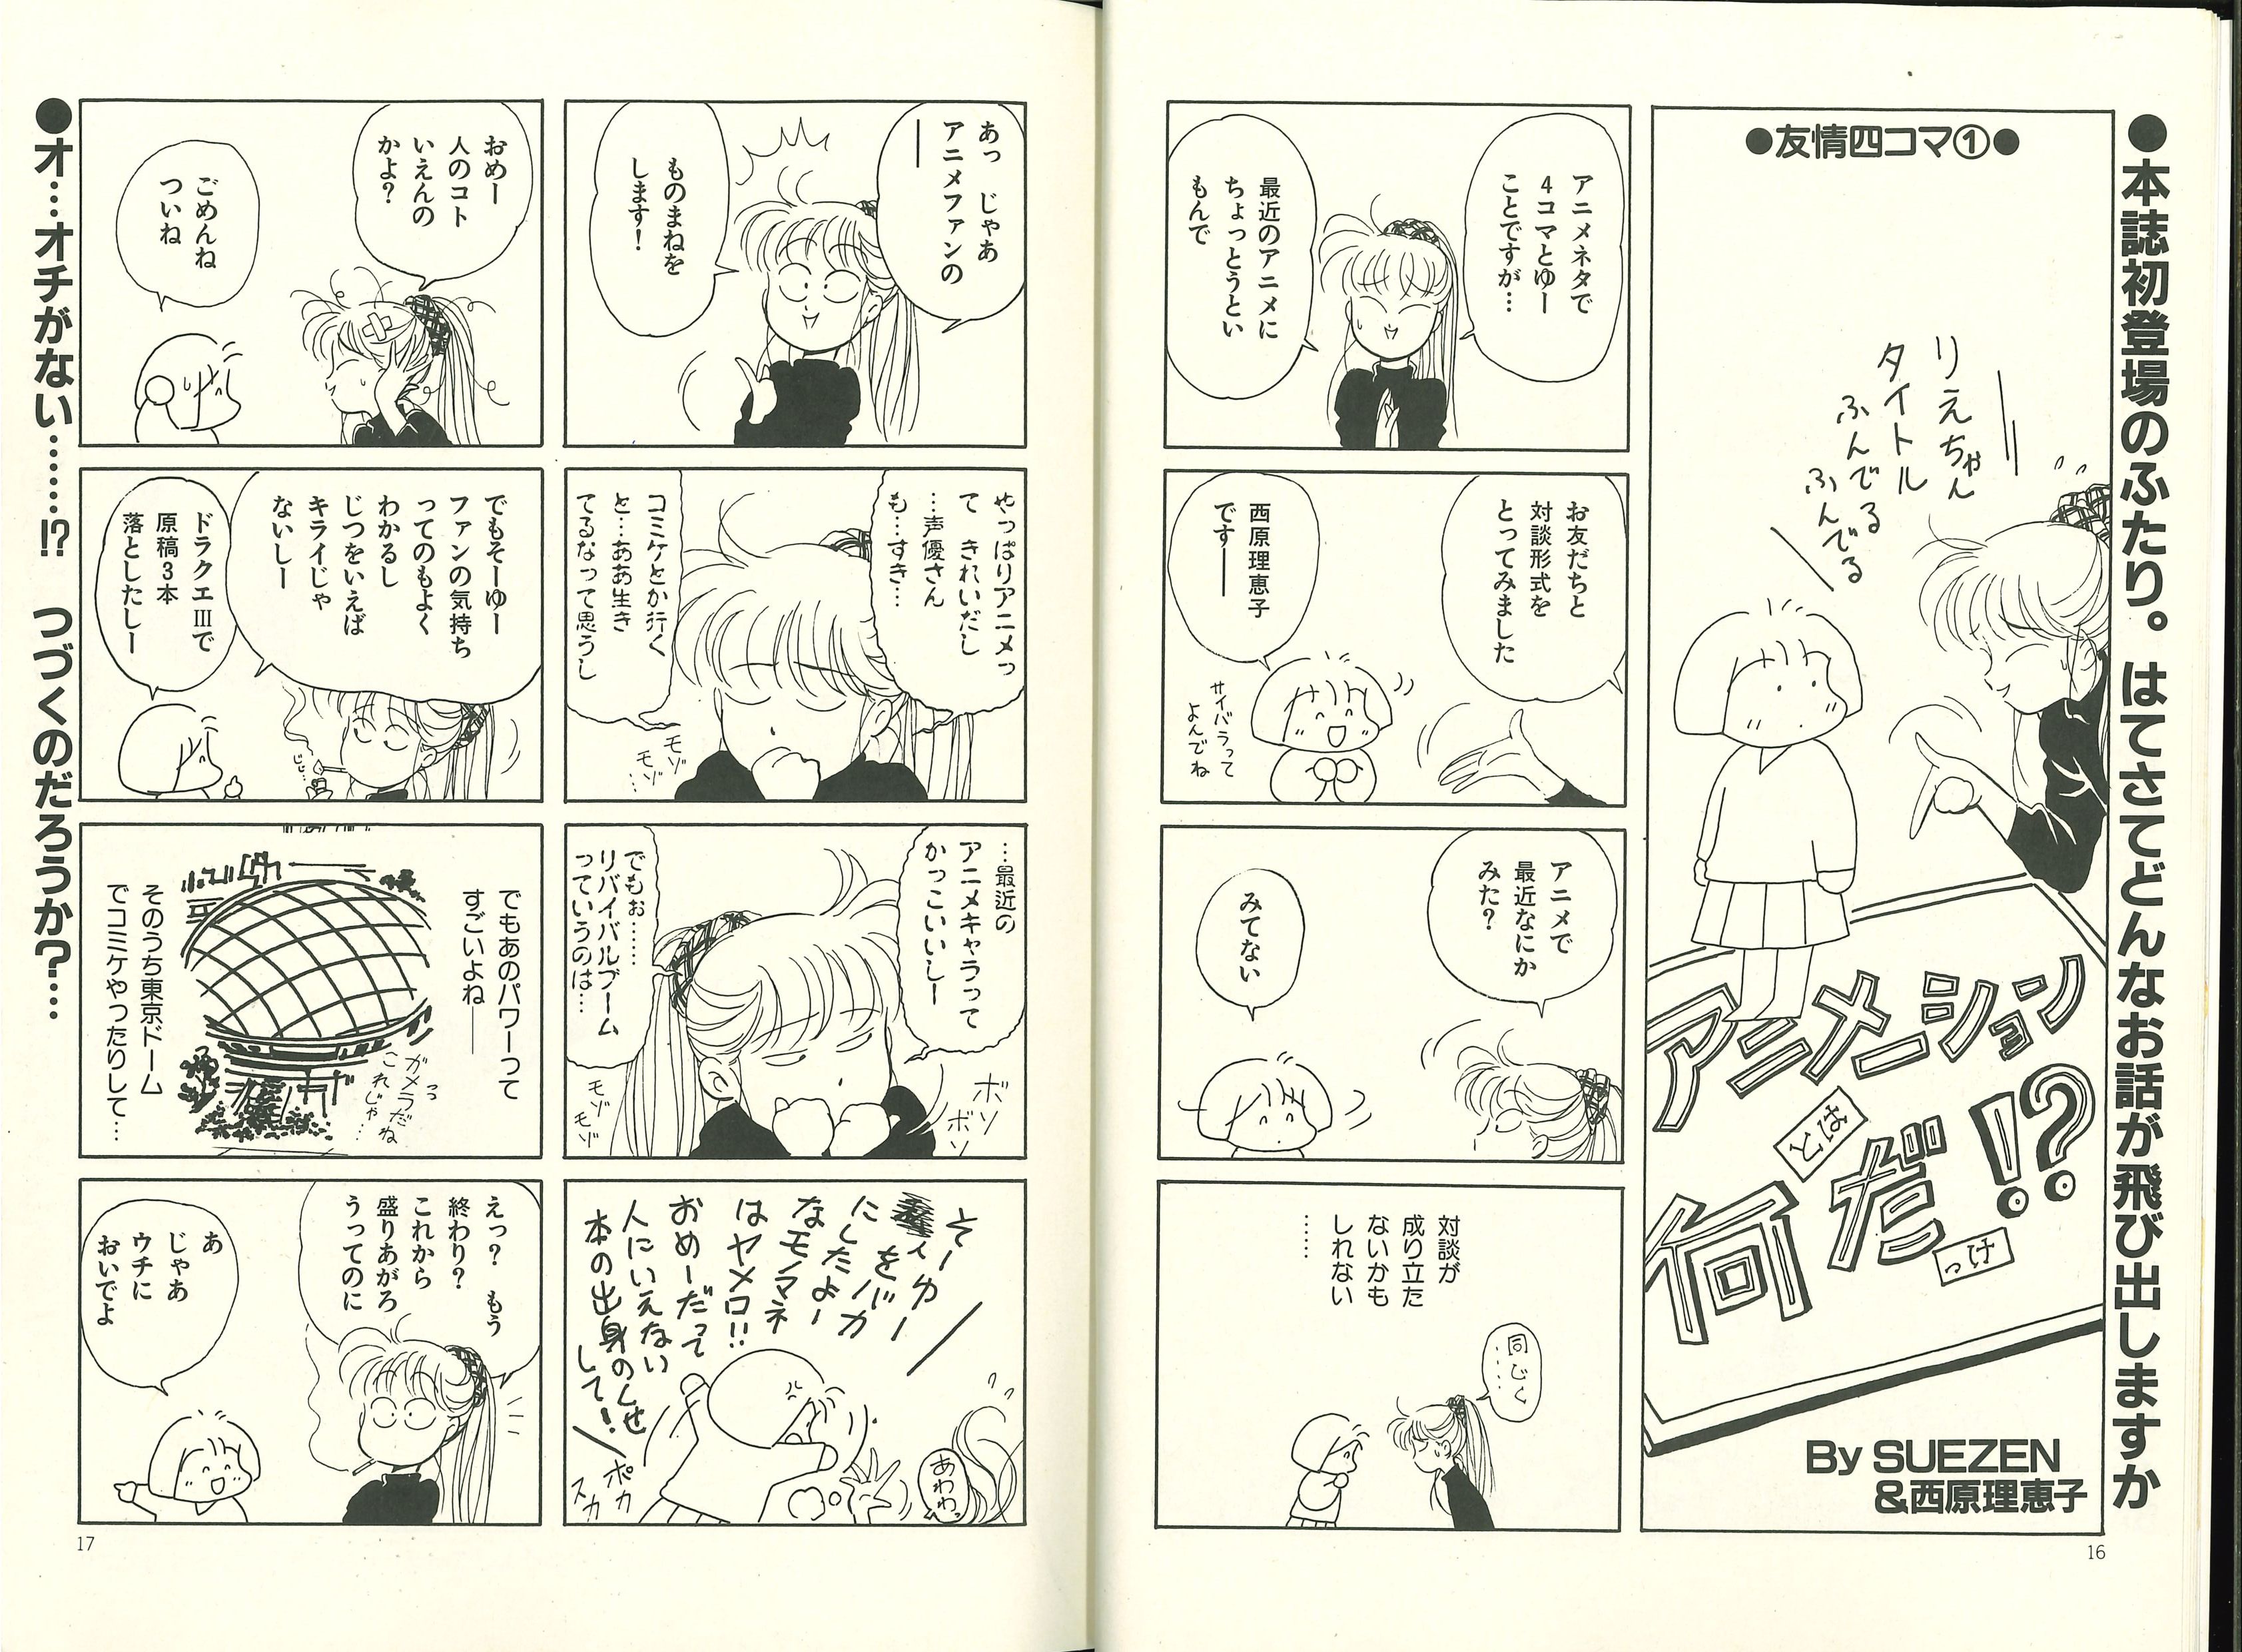 ●本誌初登場のふたり。はてさてどんなお話が飛び出しますか
●友情四コマ①●
りえちゃん
タイトル
ふんでる
ふんでる
アニメーション
何だ!?
っけ
By SUEZEN
&西原理恵子
16
アニメネタで
4コマとゆー
ことですが…
最近のアニメに
ちょっとうとい
もんで
お友だちと
対談形式を
とってみました
西原理恵子
です――
サイバラって
よんでね
アニメで
最近なにか
みた?
みてない
対談が
成り立た
ないかも
しれない
……
同じく
……
あっ じゃあ
アニメファンの
――
ものまねを
します!
やっぱりアニメっ
て きれいだし
…声優さん
も…すき…
コミケとか行く
と…ああ生き
てるなって思うし
モゾ
モゾ
…
…最近の
アニメキャラって
かっこいいしー
でもぉ……
リバイバルブーム
っていうのは…
ボソ
ボソ
モゾ
モゾ
そーゆー
人をバカ
にしたよー
なモノマネ
はヤメロ!!
おめーだって
人にいえない
本の出身のくせ
して!
ポカ
スカ
あわわっ
おめー
人のコト
いえんの
かよ?
ごめんね
ついね
でもそーゆー
ファンの気持ち
ってのもよく
わかるし
じつをいえば
キライじゃ
ないしー
ドラクエⅢで
原稿3本
落としたしー
でもあのパワーって
すごいよね――
そのうち東京ドーム
でコミケやったりして…
ガメラだね
これじゃ…
えっ? もう
終わり?
これから
盛りあがろ
うってのに
あ
じゃあ
ウチに
おいでよ
●オ…オチがない……!? つづくのだろうか?…
17